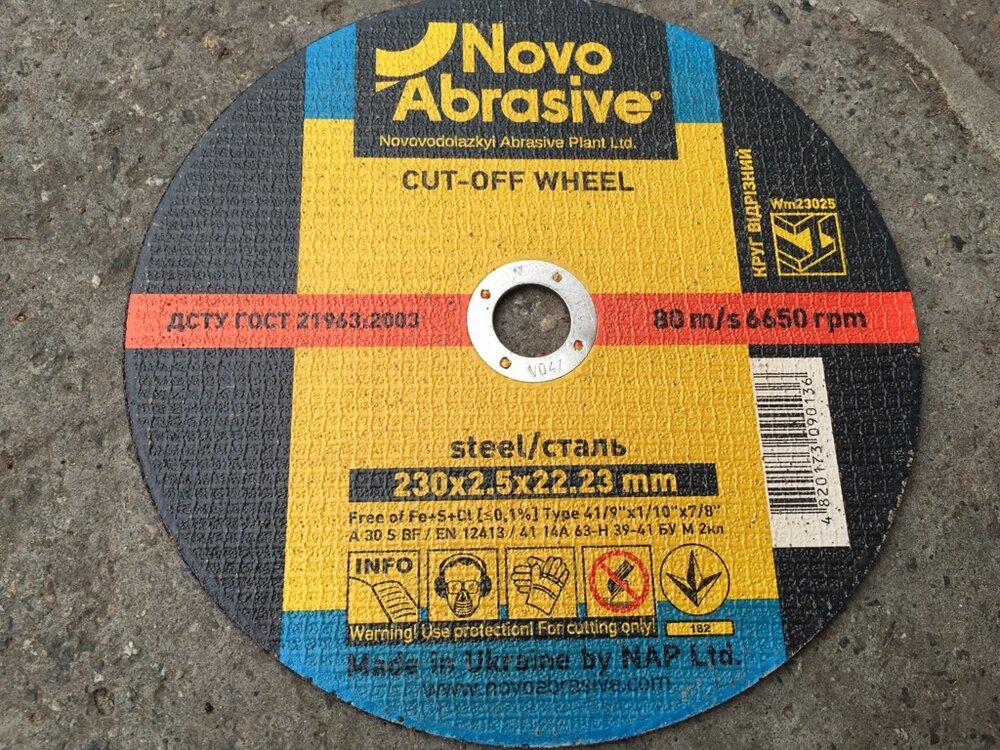 Novo
Abrasive®
Novovodolazkyi Abrasive Plant Ltd.
CUT-OFF WHEEL
КРУГ ВІДРІЗНИЙ
Wm23025
ДСТУ ГОСТ 21963:2003
80 m/s 6650 rpm
V04/
4820173090136
steel/сталь
230x2.5x22.23 mm
Free of Fe+S+Cl [≤0,1%] Type 41/9"x1/10"x7/8"
A 30 S BF / EN 12413 / 41 14A 63-H 39-41 БУ М 2кл
INFO
Warning! Use protection! For cutting only!
182
Made in Ukraine by NAP Ltd.
www.novoabrasive.com